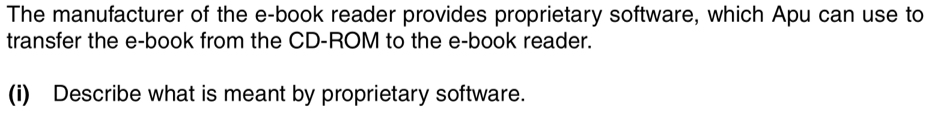 The manufacturer of the e-book reader provides proprietary software, which Apu can use to
transfer the e-book from the CD-ROM to the e-book reader.
(i) Describe what is meant by proprietary software.